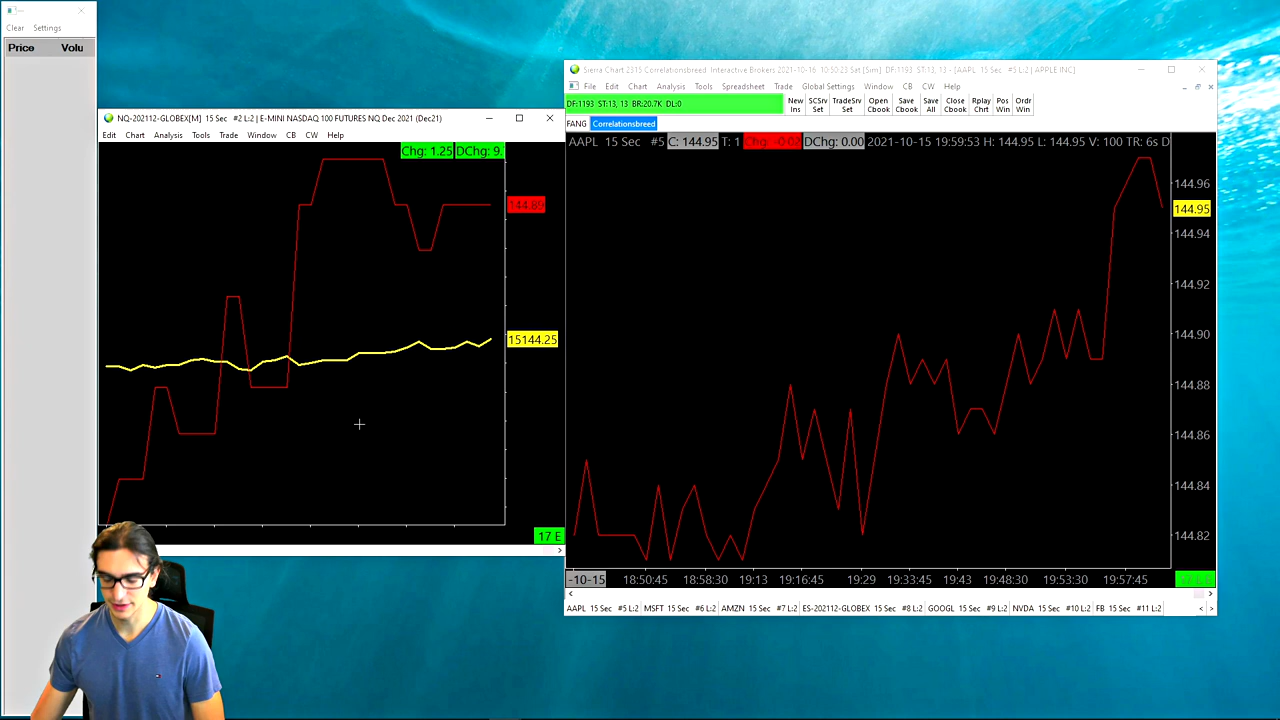 Clear Settings
Price Volu
NQ-202112-GLOBEX[M] 15 Sec #2 L:2 | E-MINI NASDAQ 100 FUTURES NQ Dec 2021 (Dec21)
File Edit Chart Analysis Tools Trade Window CB CW Help
Chg: 1.25 DChg: 9.
144.89
15144.25
17 E
Sierra Chart 2315 Correlationsbreed Interactive Brokers 2021-10-16 10:50:23 Sat [Sim] DF:1193 ST:13, 13 - [AAPL 15 Sec #5 L:2 | APPLE INC]
File Edit Chart Analysis Tools Spreadsheet Trade Global Settings Window CB CW Help
DF:1193 ST:13, 13 BR:20.7K DL:0
New Ins SCSrv Set TradeSrv Set Open Cbook Save Cbook Save All Close Cbook Rplay Chrt Pos Win Ordr Win
FANG Correlationsbreed
AAPL 15 Sec #5 C: 144.95 T: 1 Chg: -0.02 DChg: 0.00 2021-10-15 19:59:53 H: 144.95 L: 144.95 V: 100 TR: 6s D
144.96
144.95
144.94
144.92
144.90
144.88
144.86
144.84
144.82
-10-15 18:50:45 18:58:30 19:13 19:16:45 19:29 19:33:45 19:43 19:48:30 19:53:30 19:57:45
AAPL 15 Sec #5 L:2 MSFT 15 Sec #6 L:2 AMZN 15 Sec #7 L:2 ES-202112-GLOBEX 15 Sec #8 L:2 GOOGL 15 Sec #9 L:2 NVDA 15 Sec #10 L:2 FB 15 Sec #11 L:2